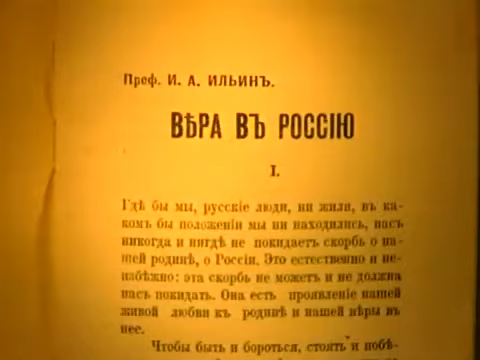 Проф. И. А. ИЛЬИНЪ.
ВѢРА ВЪ РОССІЮ
I.
Гдѣ бы мы, русскіе люди, ни жили, въ ка-
комъ бы положеніи мы ни находились, насъ
никогда и нигдѣ не покидаетъ скорбь о на-
шей родинѣ, о Россіи. Это естественно и не-
избѣжно: эта скорбь не можетъ и не должна
насъ покидать. Она есть проявленіе нашей
живой любви къ родинѣ и нашей вѣры въ
нее.
Чтобы быть и бороться, стоять и побѣ-